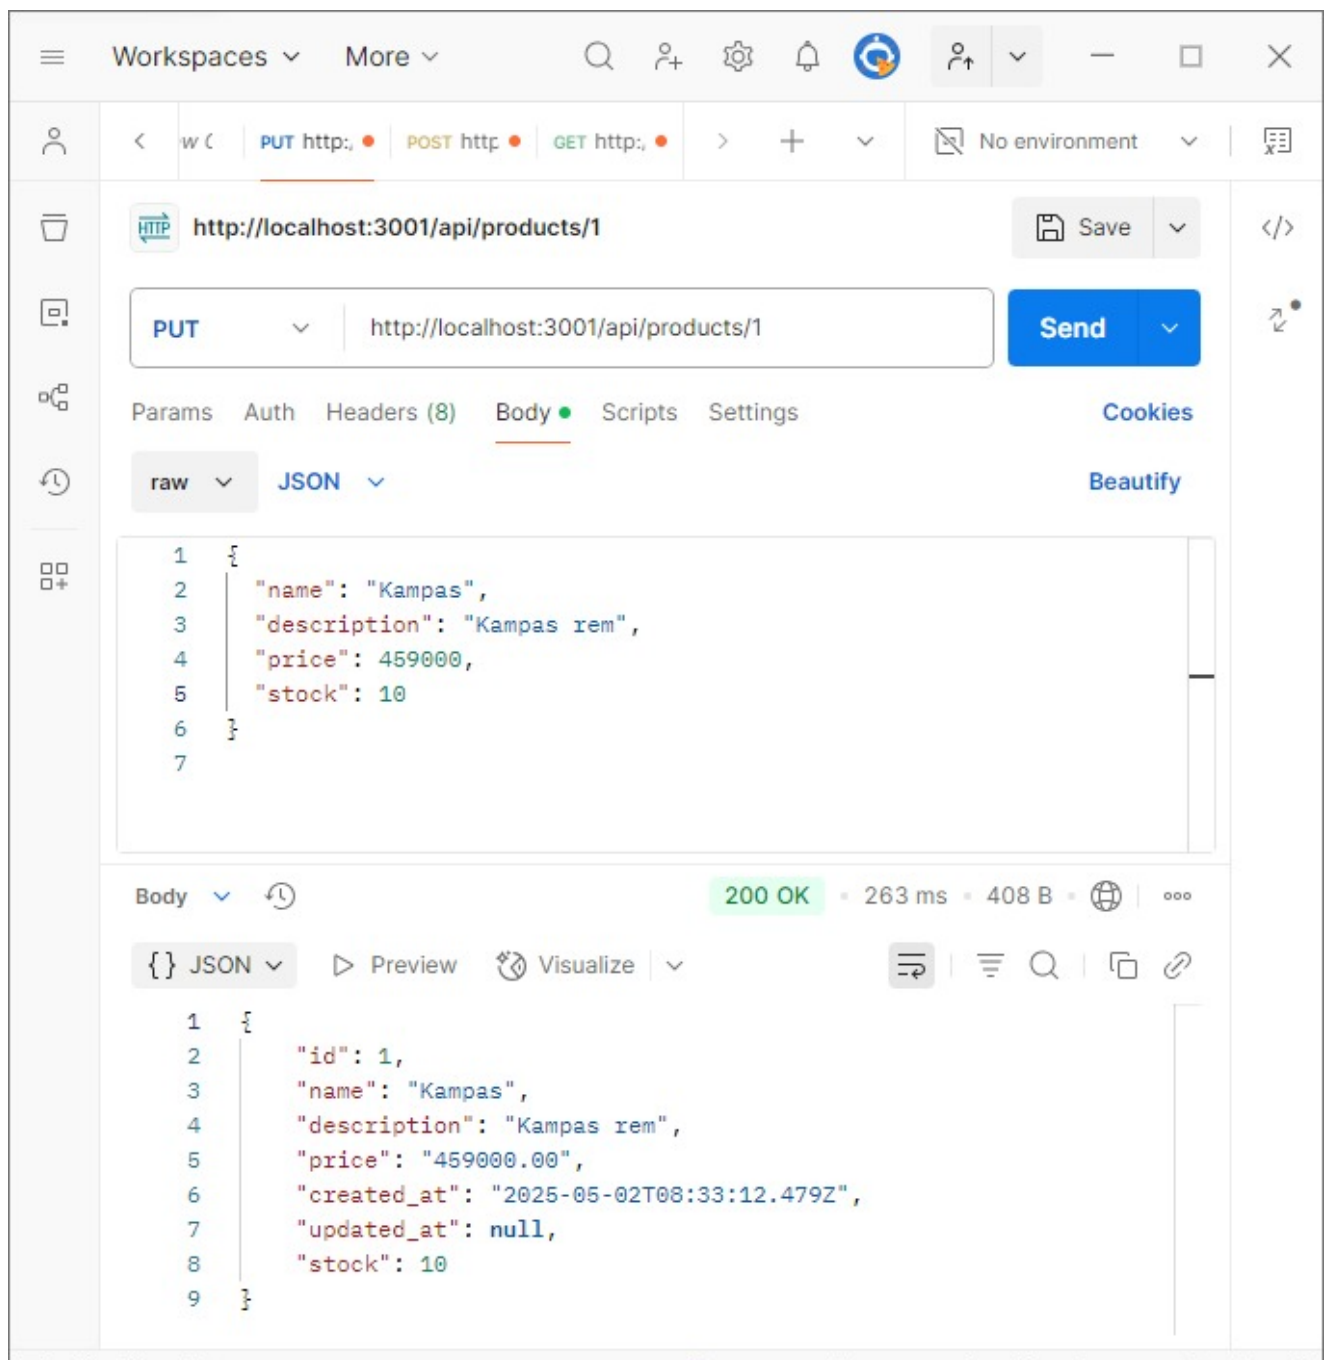 Workspaces More
PUT http:, POST http GET http:, No environment
HTTP http://localhost:3001/api/products/1 Save </>
PUT http://localhost:3001/api/products/1 Send
Params Auth Headers (8) Body Scripts Settings Cookies
raw JSON Beautify
1 {
2 "name": "Kampas",
3 "description": "Kampas rem",
4 "price": 459000,
5 "stock": 10
6 }
7
Body 200 OK 263 ms 408 B
{} JSON Preview Visualize
1 {
2 "id": 1,
3 "name": "Kampas",
4 "description": "Kampas rem",
5 "price": "459000.00",
6 "created_at": "2025-05-02T08:33:12.479Z",
7 "updated_at": null,
8 "stock": 10
9 }